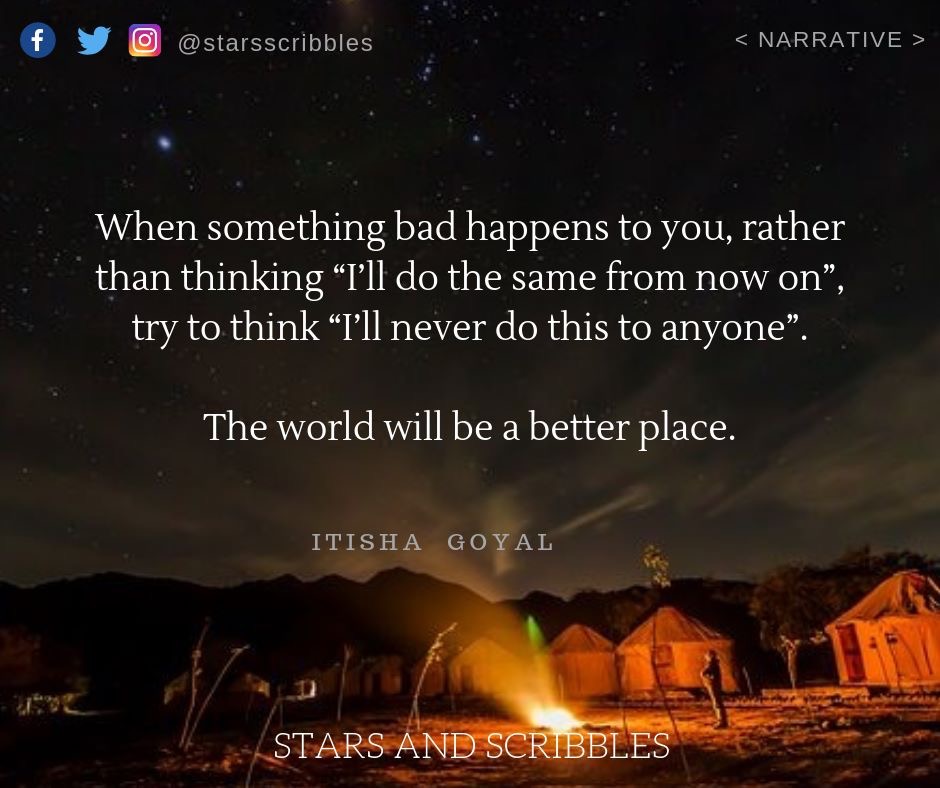 @starsscribbles
< NARRATIVE >
When something bad happens to you, rather
than thinking “I’ll do the same from now on”,
try to think “I’ll never do this to anyone”.
The world will be a better place.
ITISHA GOYAL
STARS AND SCRIBBLES